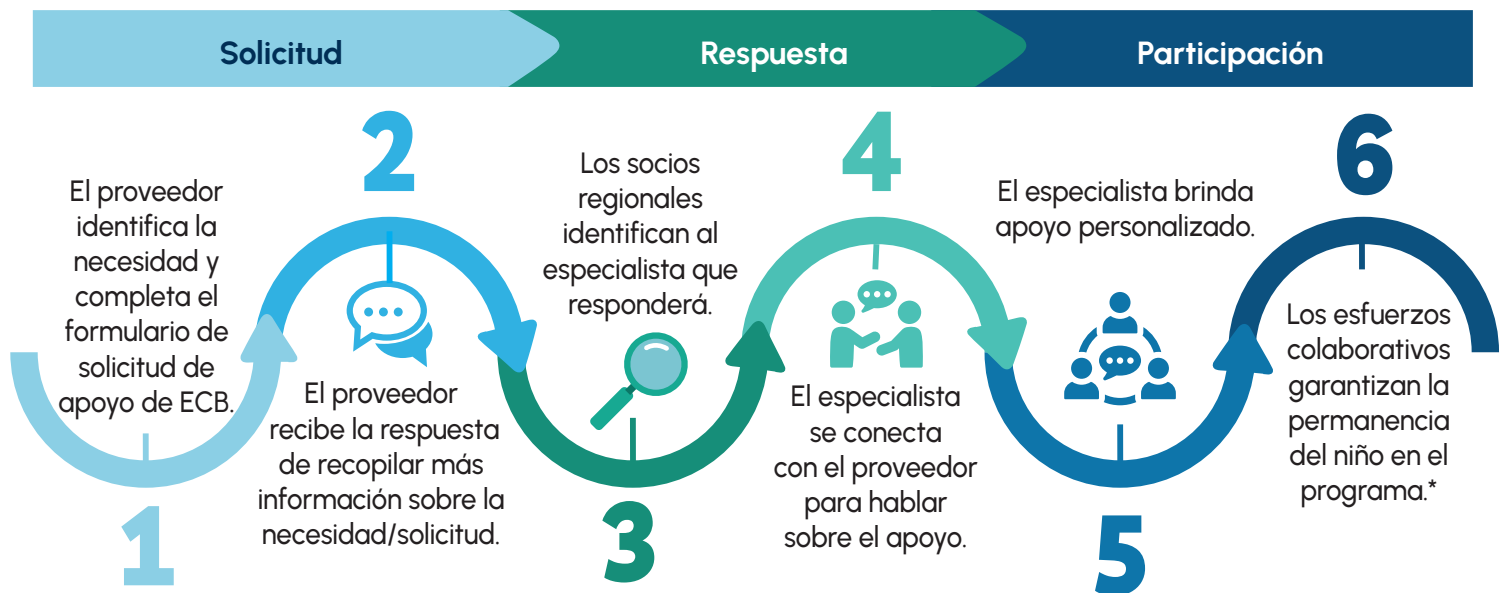 Solicitud
Respuesta
Participación
1
El proveedor
identifica la
necesidad y
completa el
formulario de
solicitud de
apoyo de ECB.
2
El proveedor
recibe la respuesta
de recopilar más
información sobre la
necesidad/solicitud.
3
Los socios
regionales
identifican al
especialista que
responderá.
4
El especialista
se conecta
con el proveedor
para hablar
sobre el apoyo.
5
El especialista brinda
apoyo personalizado.
6
Los esfuerzos
colaborativos
garantizan la
permanencia
del niño en el
programa.*